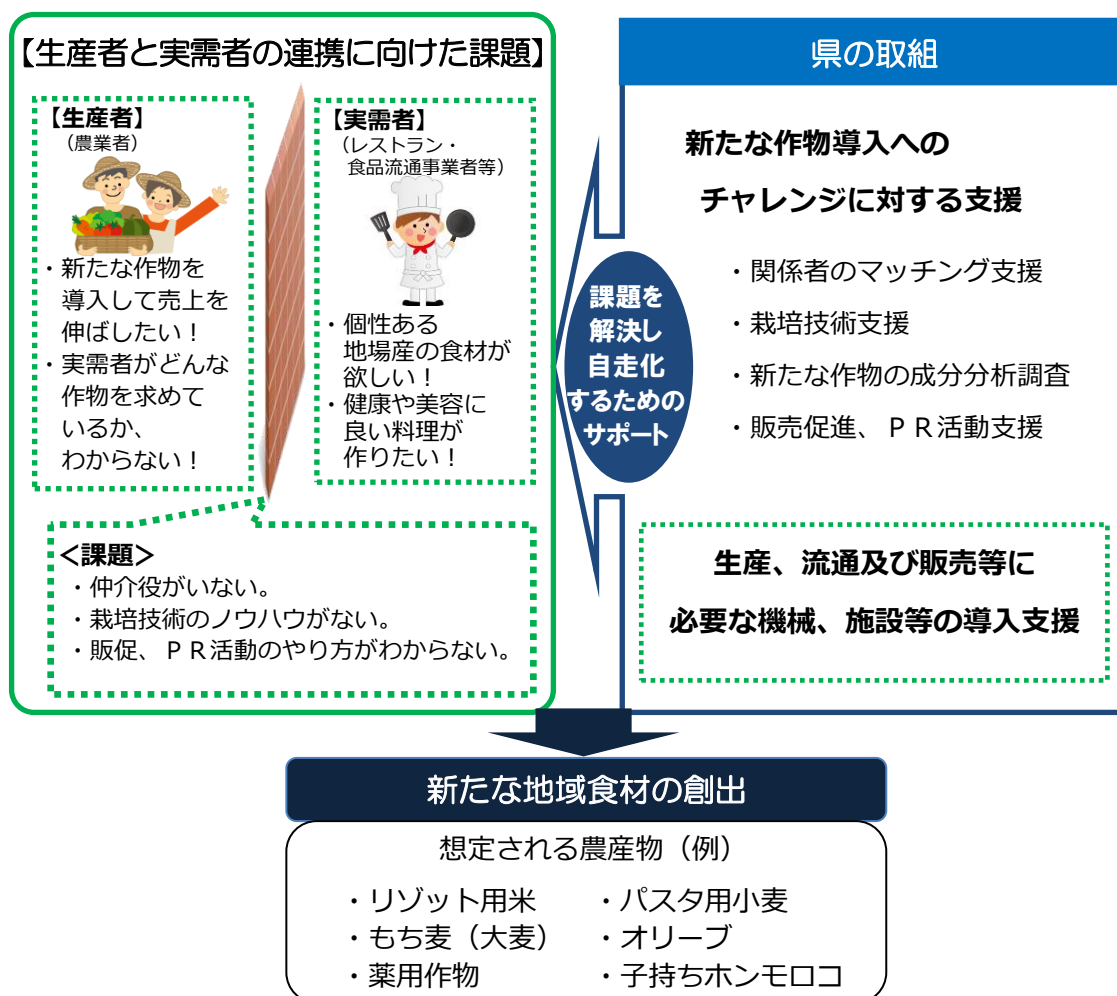 【生産者と実需者の連携に向けた課題】
【生産者】
（農業者）
・新たな作物を
導入して売上を
伸ばしたい！
・実需者がどんな
作物を求めて
いるか、
わからない！
【実需者】
（レストラン・
食品流通事業者等）
・個性ある
地場産の食材が
欲しい！
・健康や美容に
良い料理が
作りたい！
＜課題＞
・仲介役がいない。
・栽培技術のノウハウがない。
・販促、ＰＲ活動のやり方がわからない。
課題を
解決し
自走化
するための
サポート
県の取組
新たな作物導入への
チャレンジに対する支援
・関係者のマッチング支援
・栽培技術支援
・新たな作物の成分分析調査
・販売促進、ＰＲ活動支援
生産、流通及び販売等に
必要な機械、施設等の導入支援
新たな地域食材の創出
想定される農産物（例）
・リゾット用米
・パスタ用小麦
・もち麦（大麦）
・オリーブ
・薬用作物
・子持ちホンモロコ